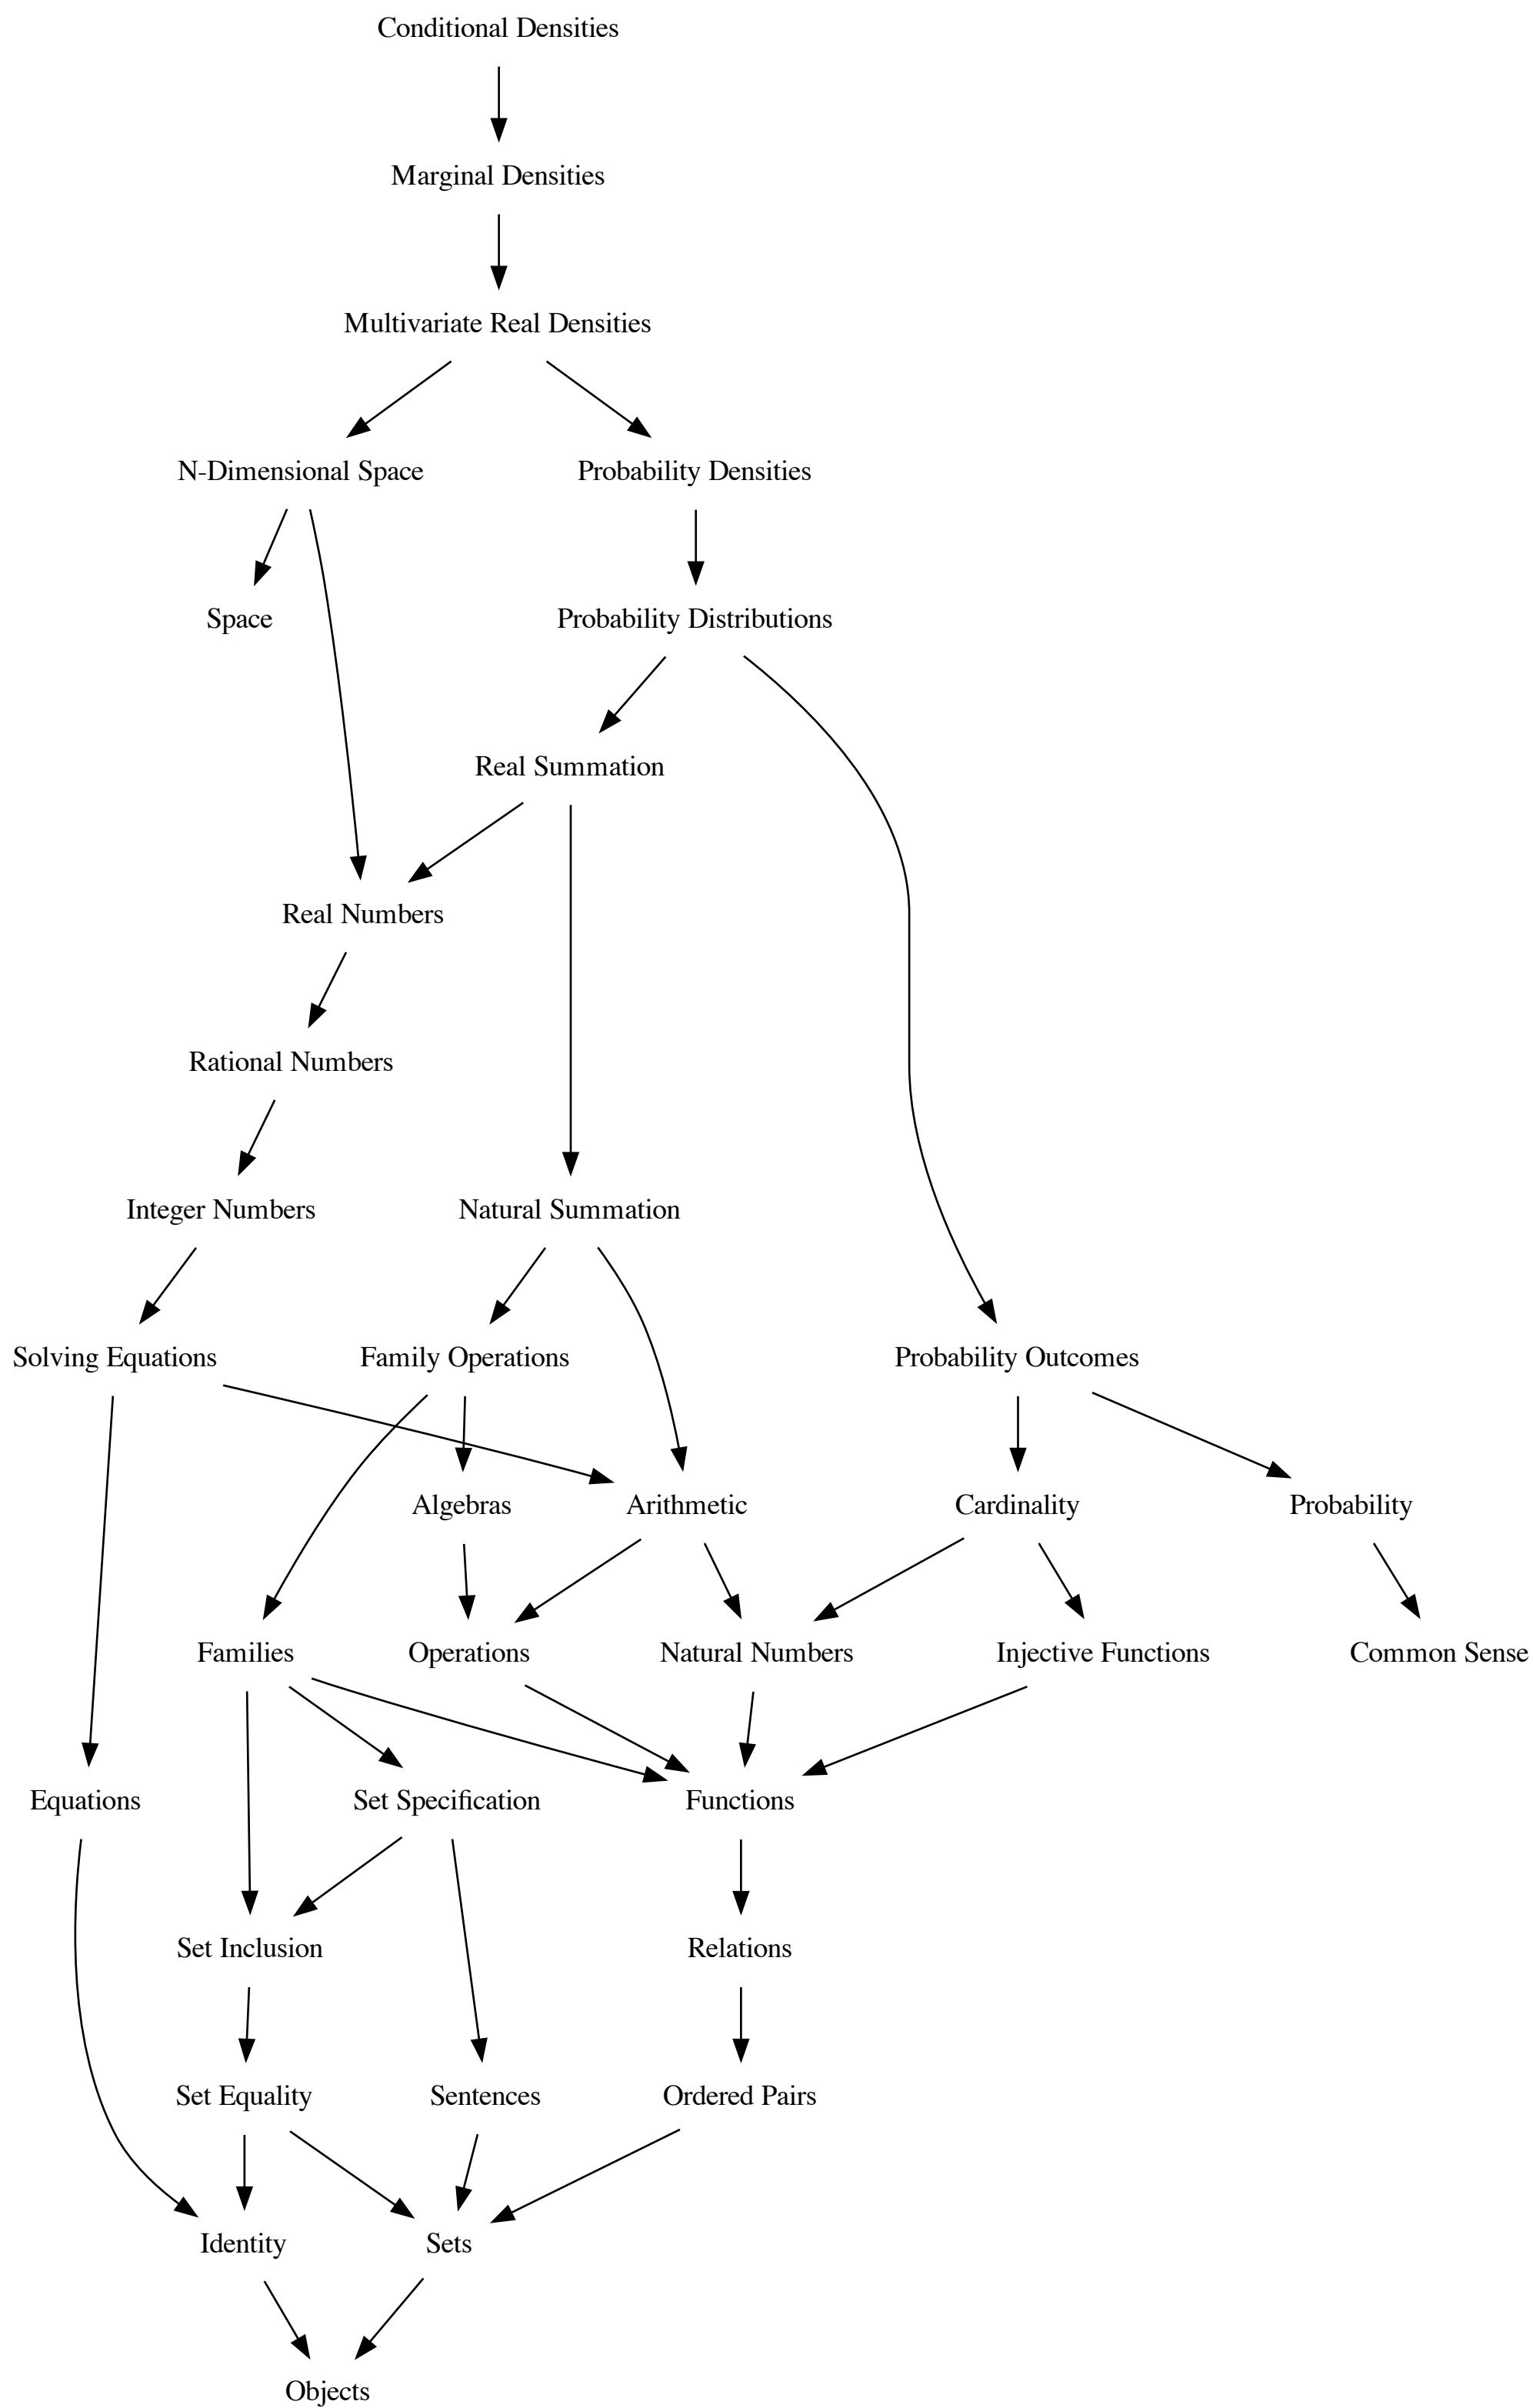 Conditional Densities
Marginal Densities
Multivariate Real Densities
N-Dimensional Space
Probability Densities
Space
Probability Distributions
Real Summation
Real Numbers
Rational Numbers
Integer Numbers
Natural Summation
Solving Equations
Family Operations
Probability Outcomes
Algebras
Arithmetic
Cardinality
Probability
Families
Operations
Natural Numbers
Injective Functions
Common Sense
Equations
Set Specification
Functions
Set Inclusion
Relations
Set Equality
Sentences
Ordered Pairs
Identity
Sets
Objects